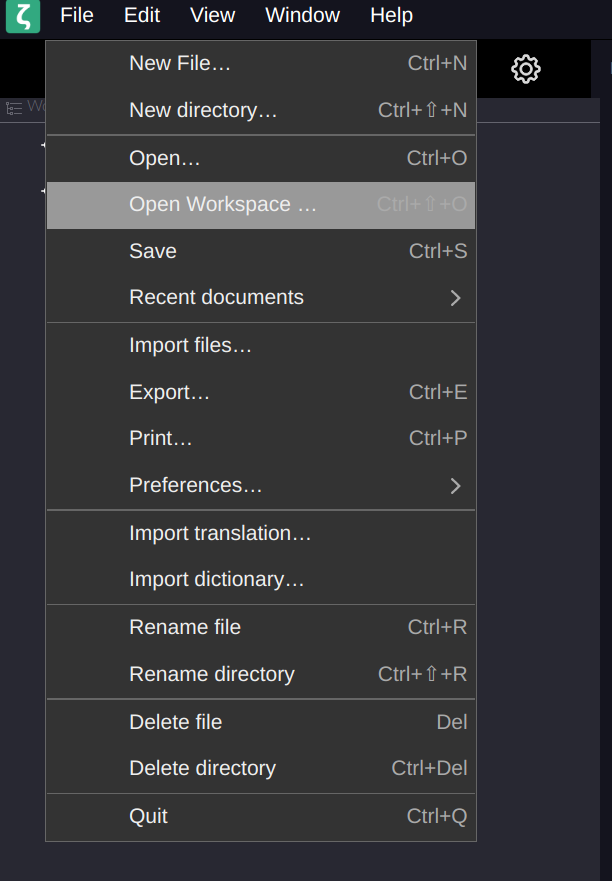 ζ File Edit View Window Help
New File… Ctrl+N
New directory… Ctrl+⇧+N
Open… Ctrl+O
Open Workspace … Ctrl+⇧+O
Save Ctrl+S
Recent documents
Import files…
Export… Ctrl+E
Print… Ctrl+P
Preferences…
Import translation…
Import dictionary…
Rename file Ctrl+R
Rename directory Ctrl+⇧+R
Delete file Del
Delete directory Ctrl+Del
Quit Ctrl+Q